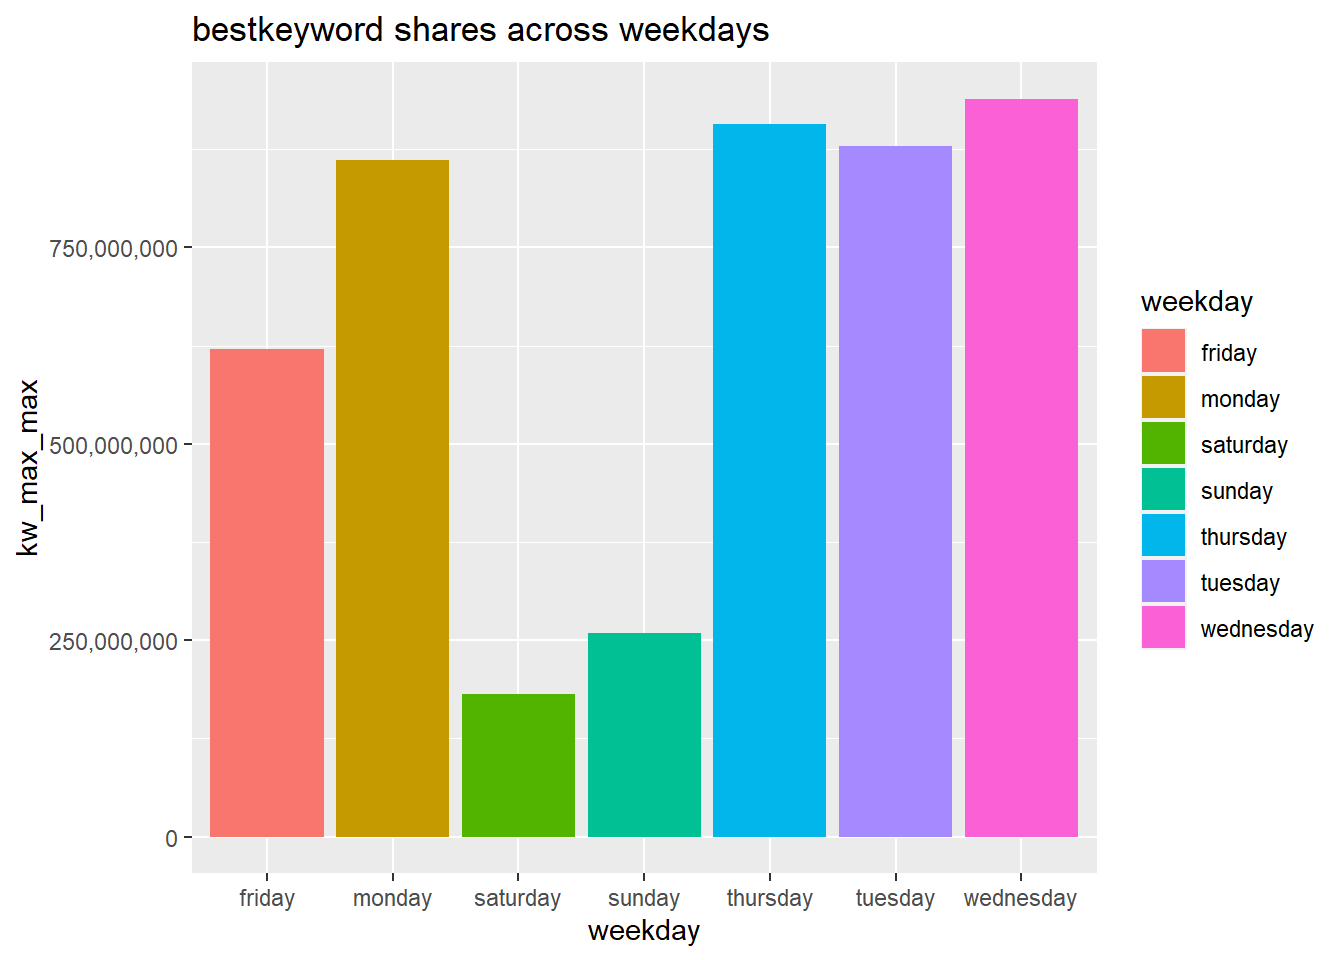 bestkeyword shares across weekdays
kw_max_max
750,000,000
500,000,000
250,000,000
0
friday monday saturday sunday thursday tuesday wednesday
weekday
weekday
friday
monday
saturday
sunday
thursday
tuesday
wednesday